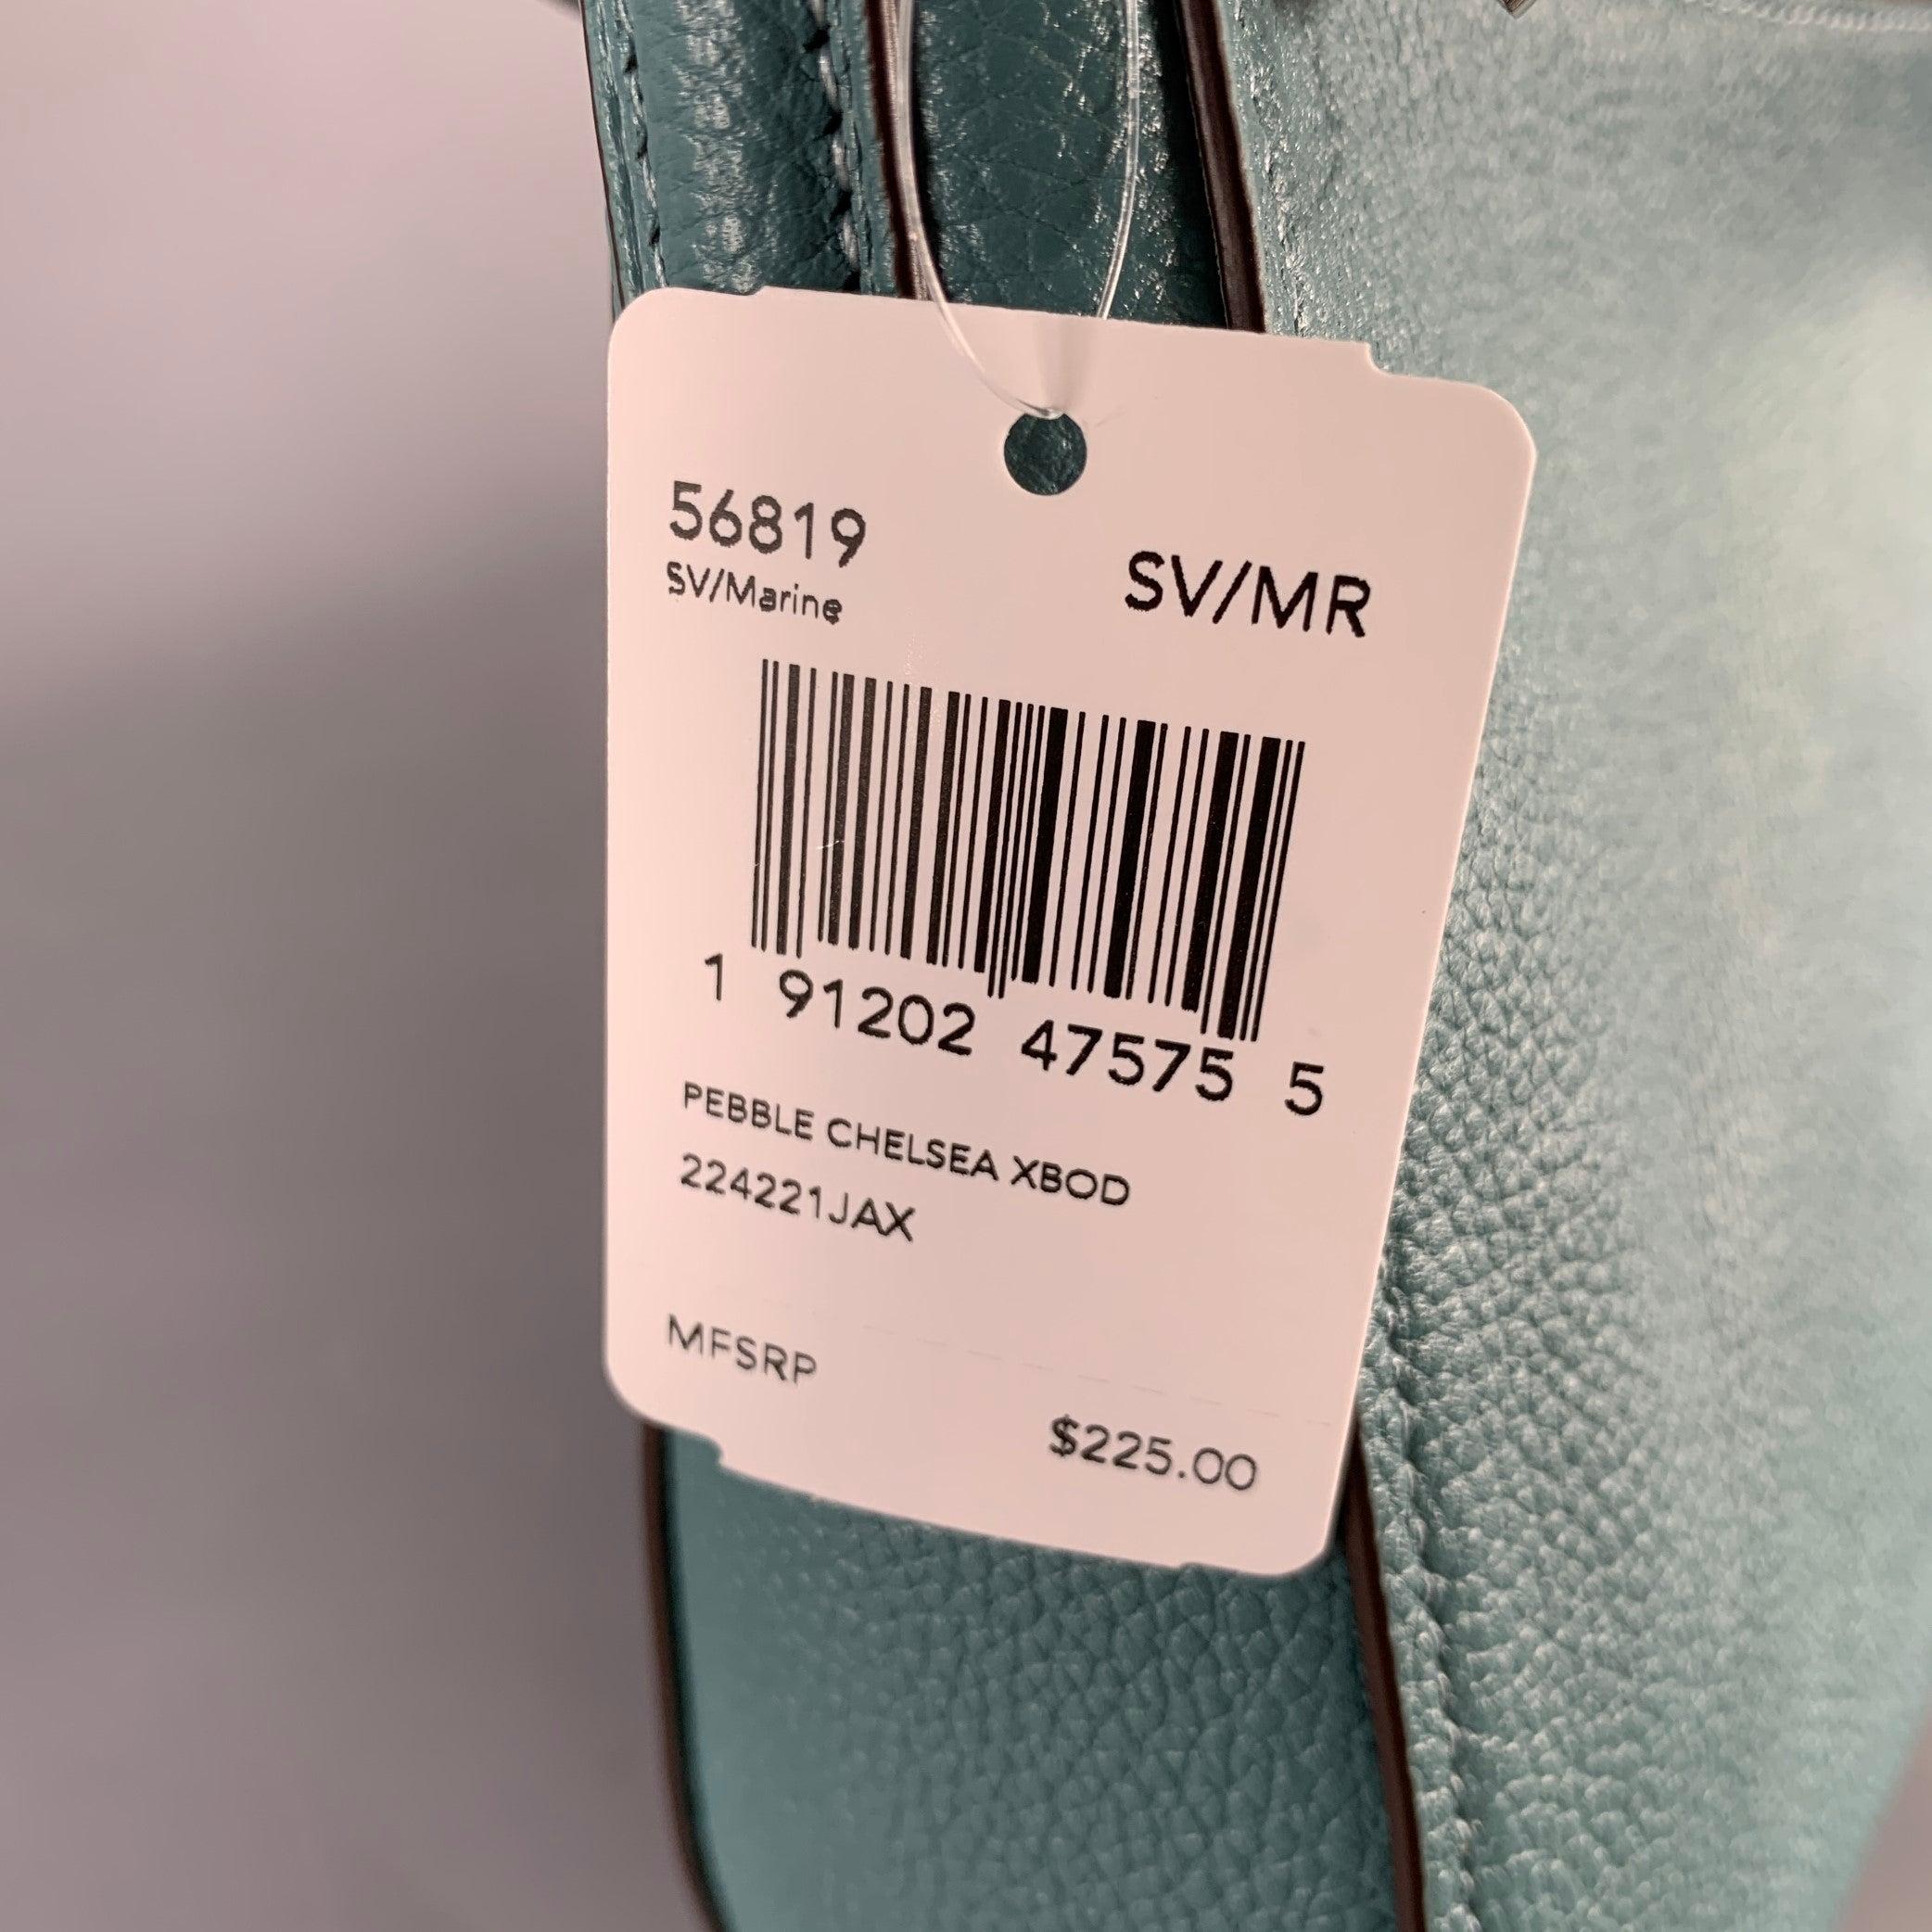 56819
SV/Marine
SV/MR
1 91202 47575 5
PEBBLE CHELSEA XBOD
224221JAX
MFSRP
$225.00